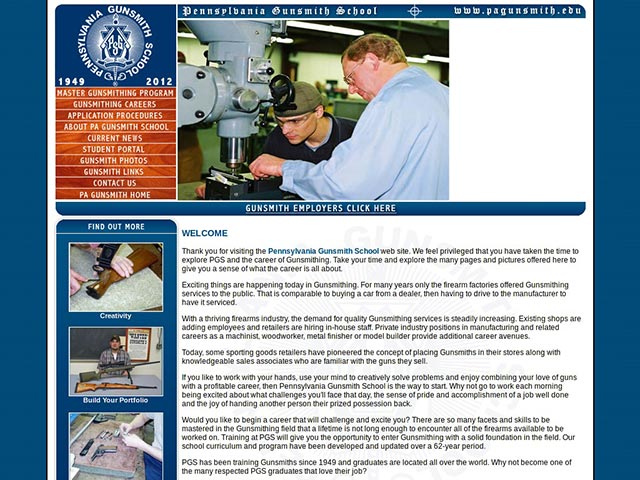 Pennsylvania Gunsmith School
www.pagunsmith.edu
PENNSYLVANIA GUNSMITH SCHOOL
PGS
1949 2012
MASTER GUNSMITHING PROGRAM
GUNSMITHING CAREERS
APPLICATION PROCEDURES
ABOUT PA GUNSMITH SCHOOL
CURRENT NEWS
STUDENT PORTAL
GUNSMITH PHOTOS
GUNSMITH LINKS
CONTACT US
PA GUNSMITH HOME
GUNSMITH EMPLOYERS CLICK HERE
FIND OUT MORE
Creativity
Build Your Portfolio
WELCOME
Thank you for visiting the Pennsylvania Gunsmith School web site. We feel privileged that you have taken the time to
explore PGS and the career of Gunsmithing. Take your time and explore the many pages and pictures offered here to
give you a sense of what the career is all about.
Exciting things are happening today in Gunsmithing. For many years only the firearm factories offered Gunsmithing
services to the public. That is comparable to buying a car from a dealer, then having to drive to the manufacturer to
have it serviced.
With a thriving firearms industry, the demand for quality Gunsmithing services is steadily increasing. Existing shops are
adding employees and retailers are hiring in-house staff. Private industry positions in manufacturing and related
careers as a machinist, woodworker, metal finisher or model builder provide additional career avenues.
Today, some sporting goods retailers have pioneered the concept of placing Gunsmiths in their stores along with
knowledgeable sales associates who are familiar with the guns they sell.
If you like to work with your hands, use your mind to creatively solve problems and enjoy combining your love of guns
with a profitable career, then Pennsylvania Gunsmith School is the way to start. Why not go to work each morning
being excited about what challenges you'll face that day, the sense of pride and accomplishment of a job well done
and the joy of handing another person their prized possession back.
Would you like to begin a career that will challenge and excite you? There are so many facets and skills to be
mastered in the Gunsmithing field that a lifetime is not long enough to encounter all of the firearms available to be
worked on. Training at PGS will give you the opportunity to enter Gunsmithing with a solid foundation in the field. Our
school curriculum and program have been developed and updated over a 62-year period.
PGS has been training Gunsmiths since 1949 and graduates are located all over the world. Why not become one of
the many respected PGS graduates that love their job?